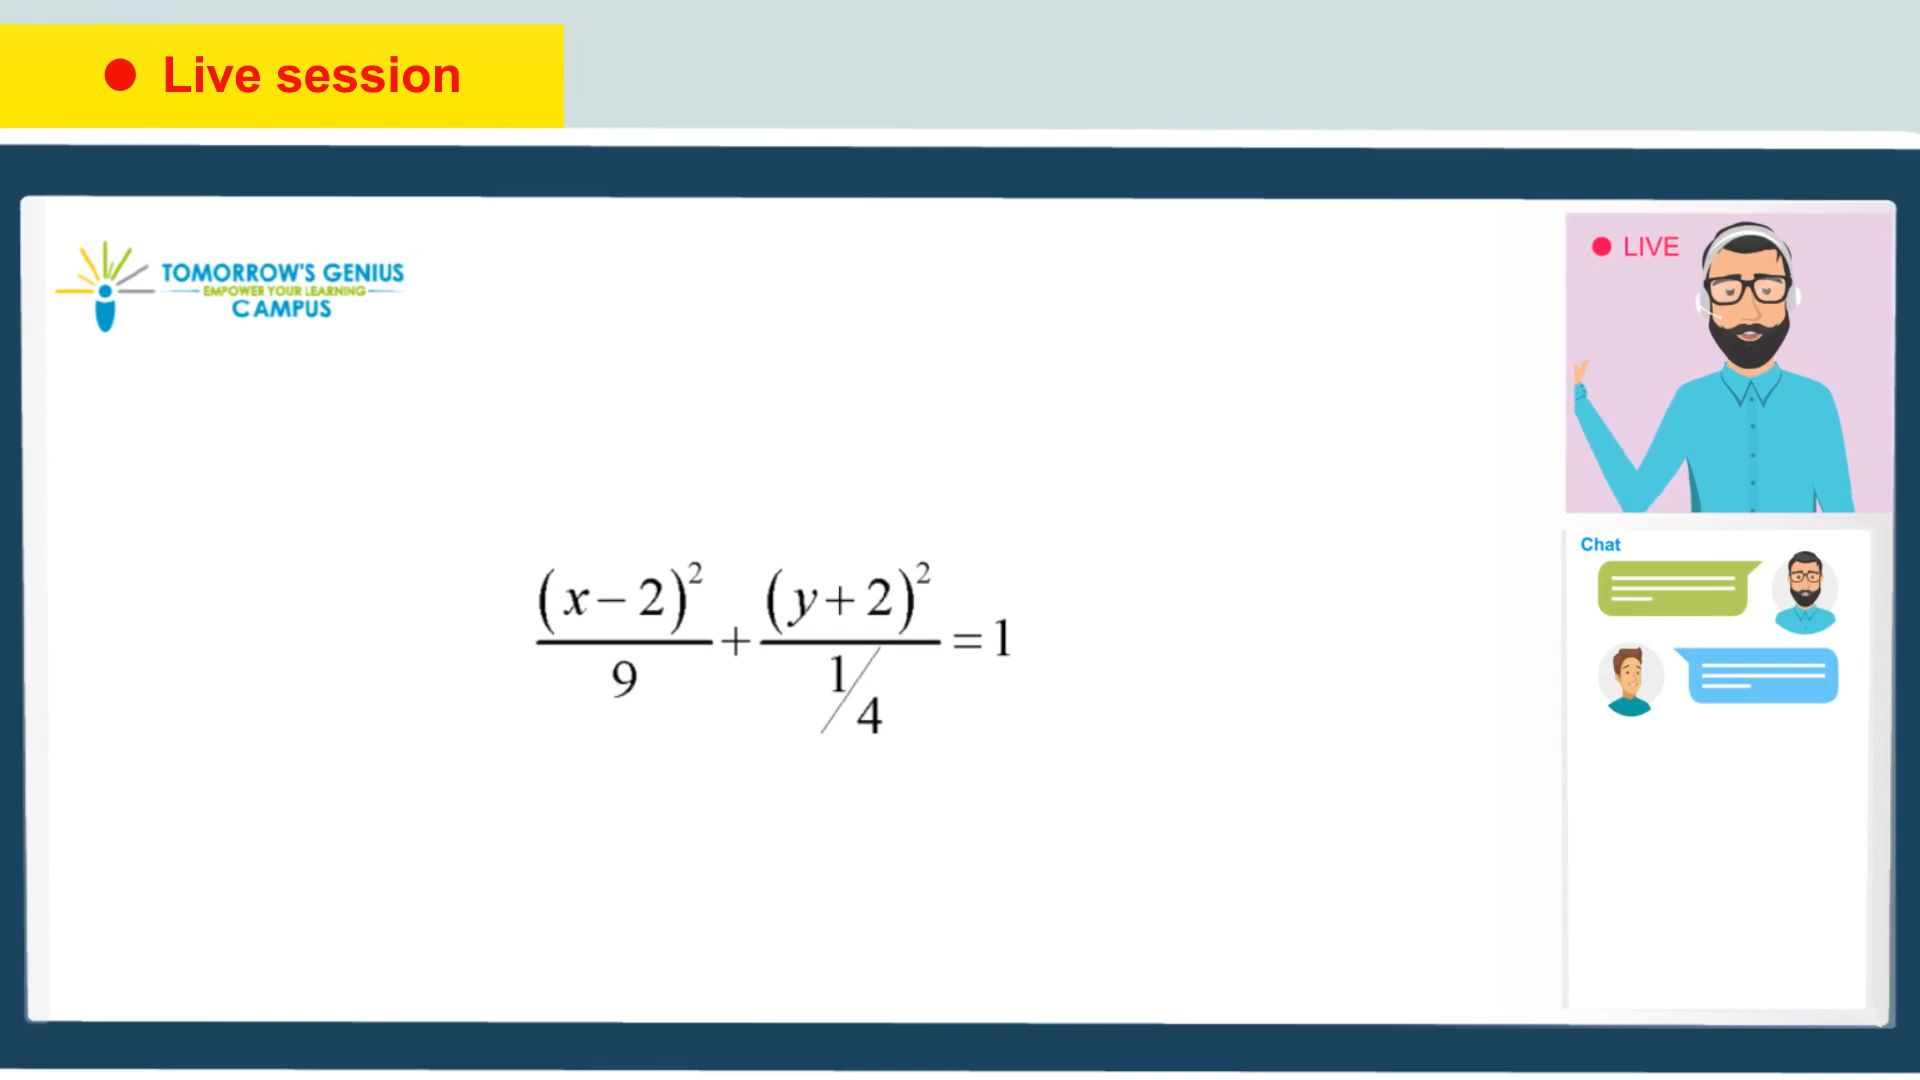 Live session
TOMORROW'S GENIUS
EMPOWER YOUR LEARNING
CAMPUS
LIVE
Chat
(x−2)²/9 + (y+2)²/(1/4) = 1